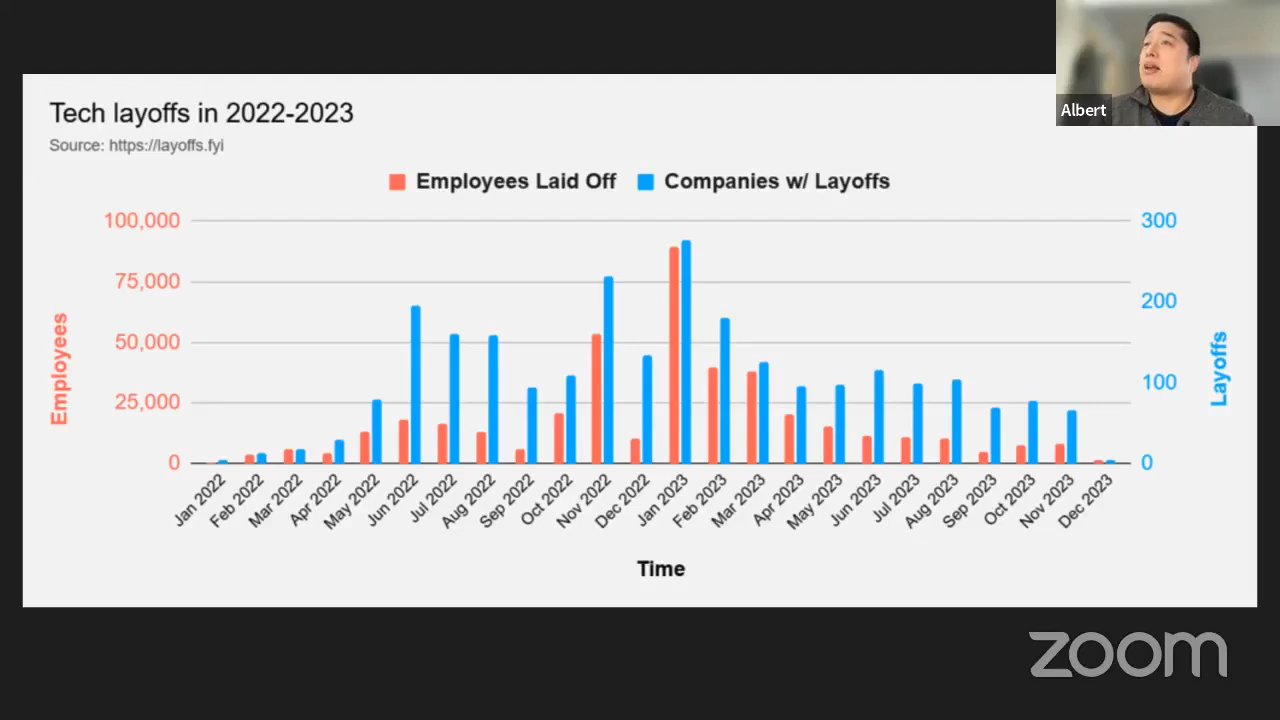 Albert
Tech layoffs in 2022-2023
Source: https://layoffs.fyi
Employees Laid Off
Companies w/ Layoffs
100,000
75,000
50,000
25,000
0
300
200
100
0
Employees
Layoffs
Jan 2022
Feb 2022
Mar 2022
Apr 2022
May 2022
Jun 2022
Jul 2022
Aug 2022
Sep 2022
Oct 2022
Nov 2022
Dec 2022
Jan 2023
Feb 2023
Mar 2023
Apr 2023
May 2023
Jun 2023
Jul 2023
Aug 2023
Sep 2023
Oct 2023
Nov 2023
Dec 2023
Time
zoom